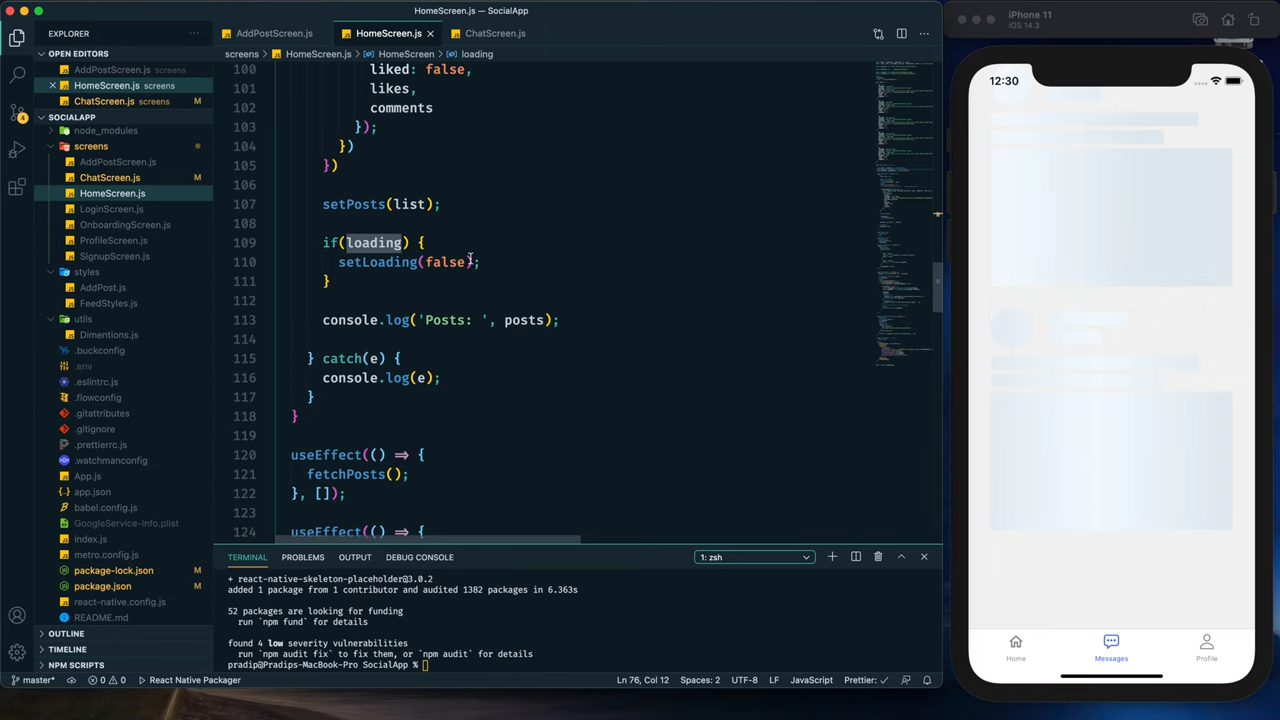 HomeScreen.js — SocialApp
EXPLORER
AddPostScreen.js
HomeScreen.js
ChatScreen.js
OPEN EDITORS
AddPostScreen.js screens
HomeScreen.js screens
ChatScreen.js screens M
SOCIALAPP
node_modules
screens
AddPostScreen.js
ChatScreen.js M
HomeScreen.js
LoginScreen.js
OnboardingScreen.js
ProfileScreen.js
SignupScreen.js
styles
AddPost.js
FeedStyles.js
utils
Dimentions.js
.buckconfig
.env
.eslintrc.js
.flowconfig
.gitattributes
.gitignore
.prettierrc.js
.watchmanconfig
App.js
app.json
babel.config.js
GoogleService-Info.plist
index.js
metro.config.js
package-lock.json
package.json
react-native.config.js
README.md
OUTLINE
TIMELINE
NPM SCRIPTS
4
screens > HomeScreen.js > HomeScreen > loading
100 liked: false,
101 likes,
102 comments
103 });
104 })
105 })
106
107 setPosts(list);
108
109 if(loading) {
110 setLoading(false);
111 }
112
113 console.log('Posts: ', posts);
114
115 } catch(e) {
116 console.log(e);
117 }
118 }
119
120 useEffect(() => {
121 fetchPosts();
122 }, []);
123
124 useEffect(() => {
TERMINAL PROBLEMS OUTPUT DEBUG CONSOLE
1: zsh
+ react-native-skeleton-placeholder@3.0.2
added 1 package from 1 contributor and audited 1382 packages in 6.363s
52 packages are looking for funding
run `npm fund` for details
found 4 low severity vulnerabilities
run `npm audit fix` to fix them, or `npm audit` for details
pradip@Pradips-MacBook-Pro SocialApp %
master* 0 0 React Native Packager
Ln 76, Col 12 Spaces: 2 UTF-8 LF JavaScript Prettier: ✓
iPhone 11
iOS 14.3
12:30
Home
Messages
Profile